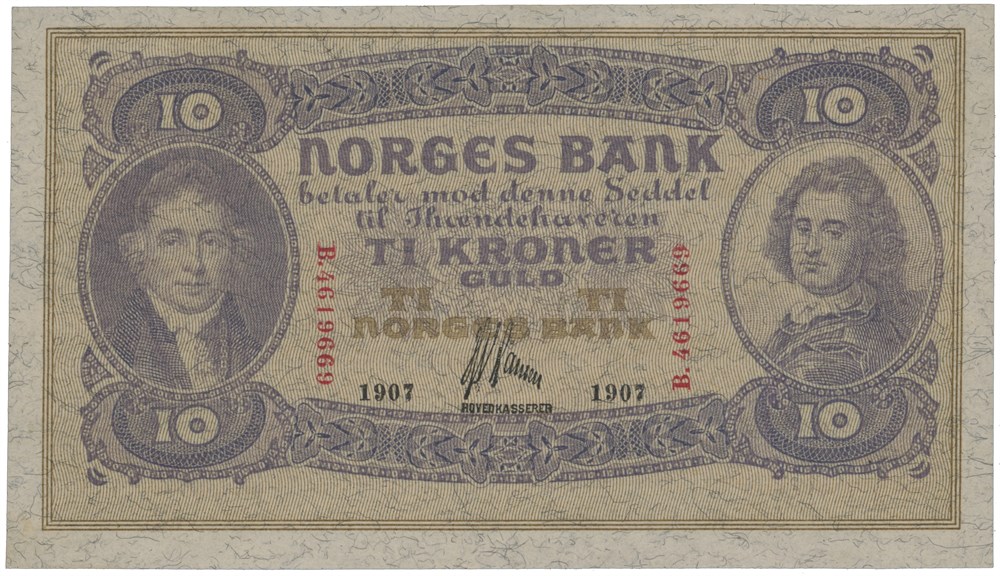 10 10
NORGES BANK
betaler mod denne Seddel
til Ihændehaveren
TI KRONER
GULD
TI TI
NORGES BANK
B.4619669
B.4619669
1907 1907
HOVEDKASSERER
10 10